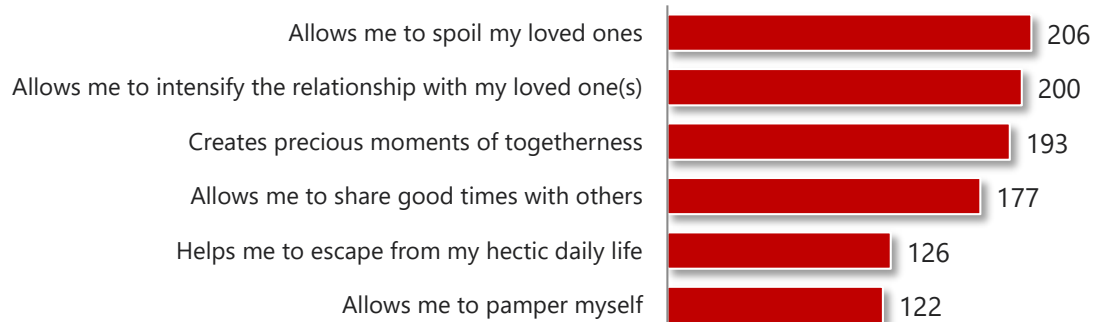 Allows me to spoil my loved ones 206
Allows me to intensify the relationship with my loved one(s) 200
Creates precious moments of togetherness 193
Allows me to share good times with others 177
Helps me to escape from my hectic daily life 126
Allows me to pamper myself 122